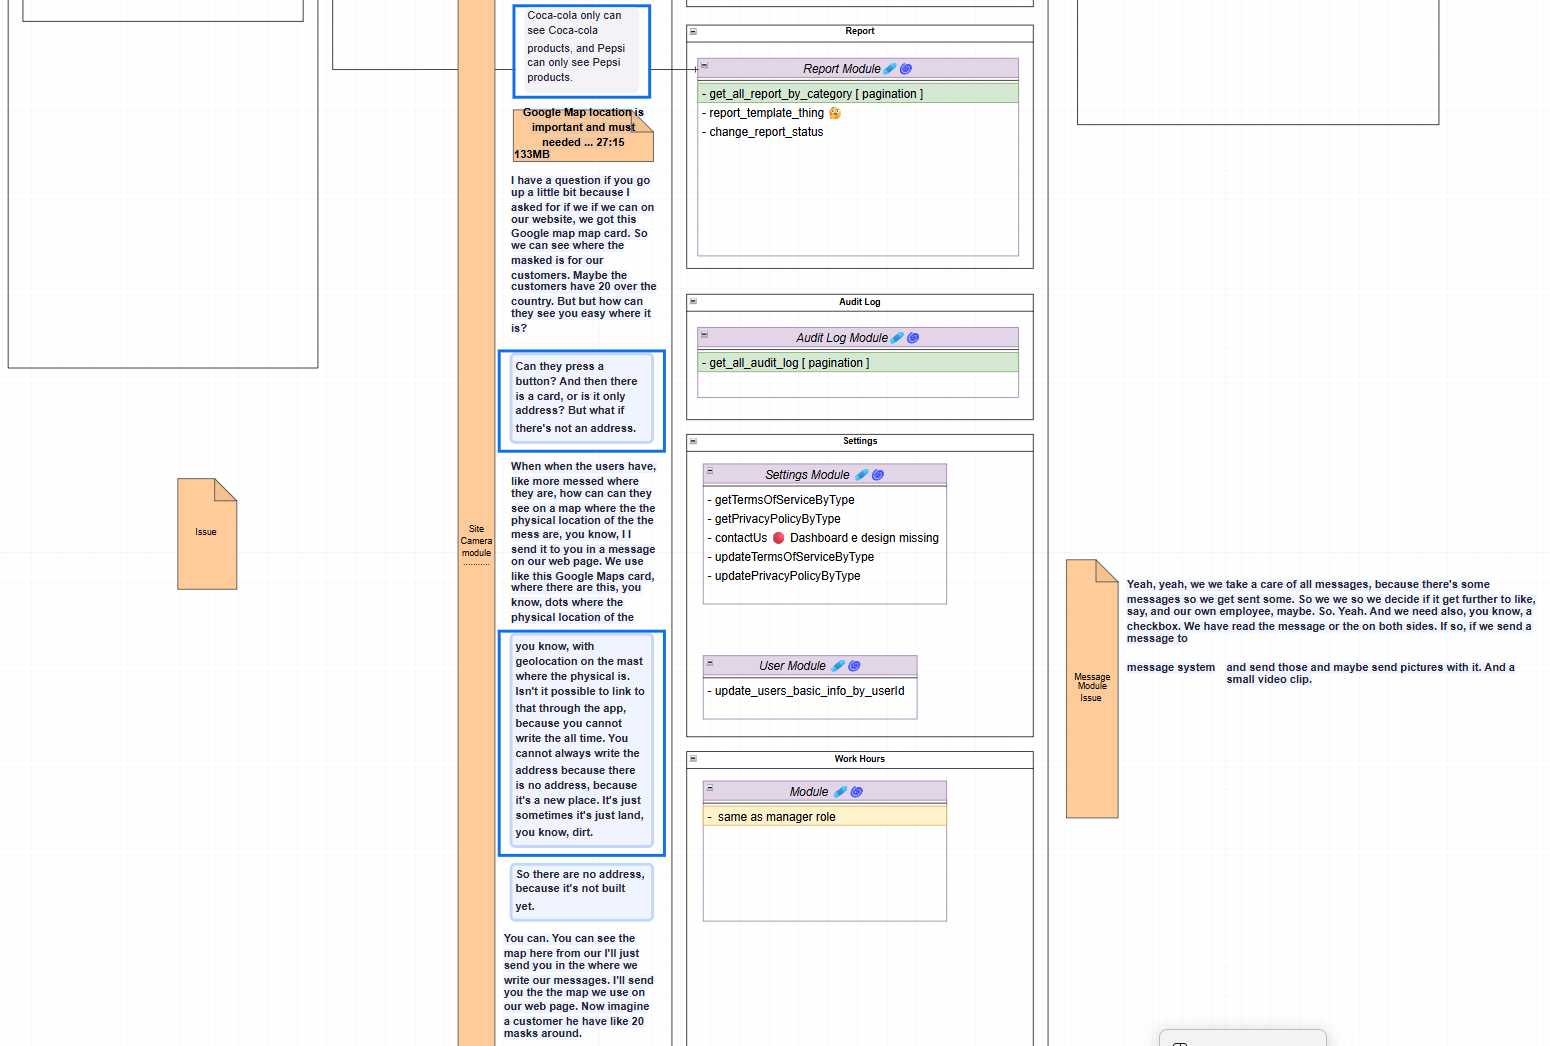 Coca-cola only can
see Coca-cola
products, and Pepsi
can only see Pepsi
products.
Google Map location is
important and must
needed ... 27:15
133MB
I have a question if you go
up a little bit because I
asked for if we if we can on
our website, we got this
Google map map card. So
we can see where the
masked is for our
customers. Maybe the
customers have 20 over the
country. But but how can
they see you easy where it
is?
Can they press a
button? And then there
is a card, or is it only
address? But what if
there's not an address.
When when the users have,
like more messed where
they are, how can can they
see on a map where the the
physical location of the the
mess are, you know, I I
send it to you in a message
on our web page. We use
like this Google Maps card,
where there are this, you
know, dots where the
physical location of the
you know, with
geolocation on the mast
where the physical is.
Isn't it possible to link to
that through the app,
because you cannot
write the all time. You
cannot always write the
address because there
is no address, because
it's a new place. It's just
sometimes it's just land,
you know, dirt.
So there are no address,
because it's not built
yet.
You can. You can see the
map here from our I'll just
send you in the where we
write our messages. I'll send
you the the map we use on
our web page. Now imagine
a customer he have like 20
masks around.
Site
Camera
module
...........
Issue
Report
Report Module
- get_all_report_by_category [ pagination ]
- report_template_thing
- change_report_status
Audit Log
Audit Log Module
- get_all_audit_log [ pagination ]
Settings
Settings Module
- getTermsOfServiceByType
- getPrivacyPolicyByType
- contactUs Dashboard e design missing
- updateTermsOfServiceByType
- updatePrivacyPolicyByType
User Module
- update_users_basic_info_by_userId
Work Hours
Module
- same as manager role
Message
Module
Issue
Yeah, yeah, we we take a care of all messages, because there's some
messages so we get sent some. So we we so we decide if it get further to like,
say, and our own employee, maybe. So. Yeah. And we need also, you know, a
checkbox. We have read the message or the on both sides. If so, if we send a
message to
message system and send those and maybe send pictures with it. And a
small video clip.